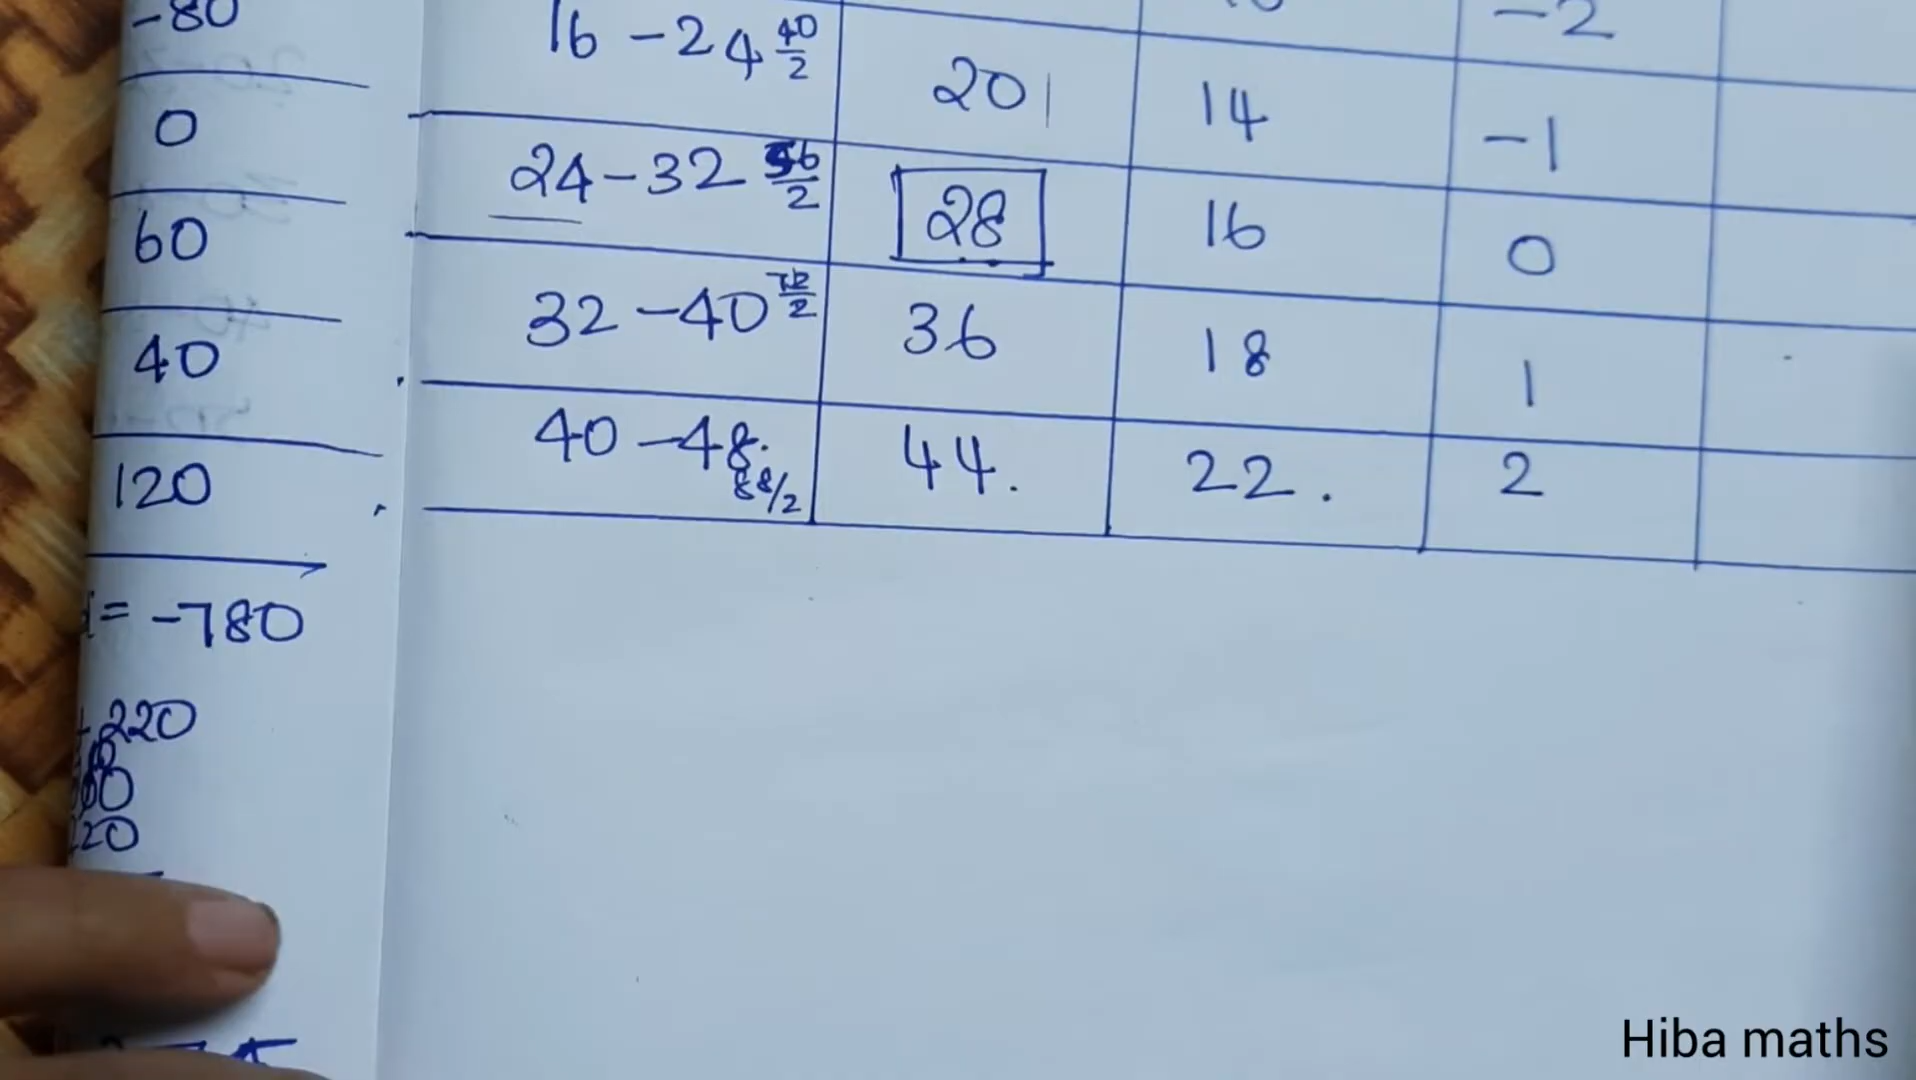 -80
0
60
40
120
= -780
220
20
-2
16 - 24 40/2 20 14 -1
24 - 32 56/2 28 16 0
32 - 40 72/2 36 18 1
40 - 48. 88/2 44. 22. 2
Hiba maths